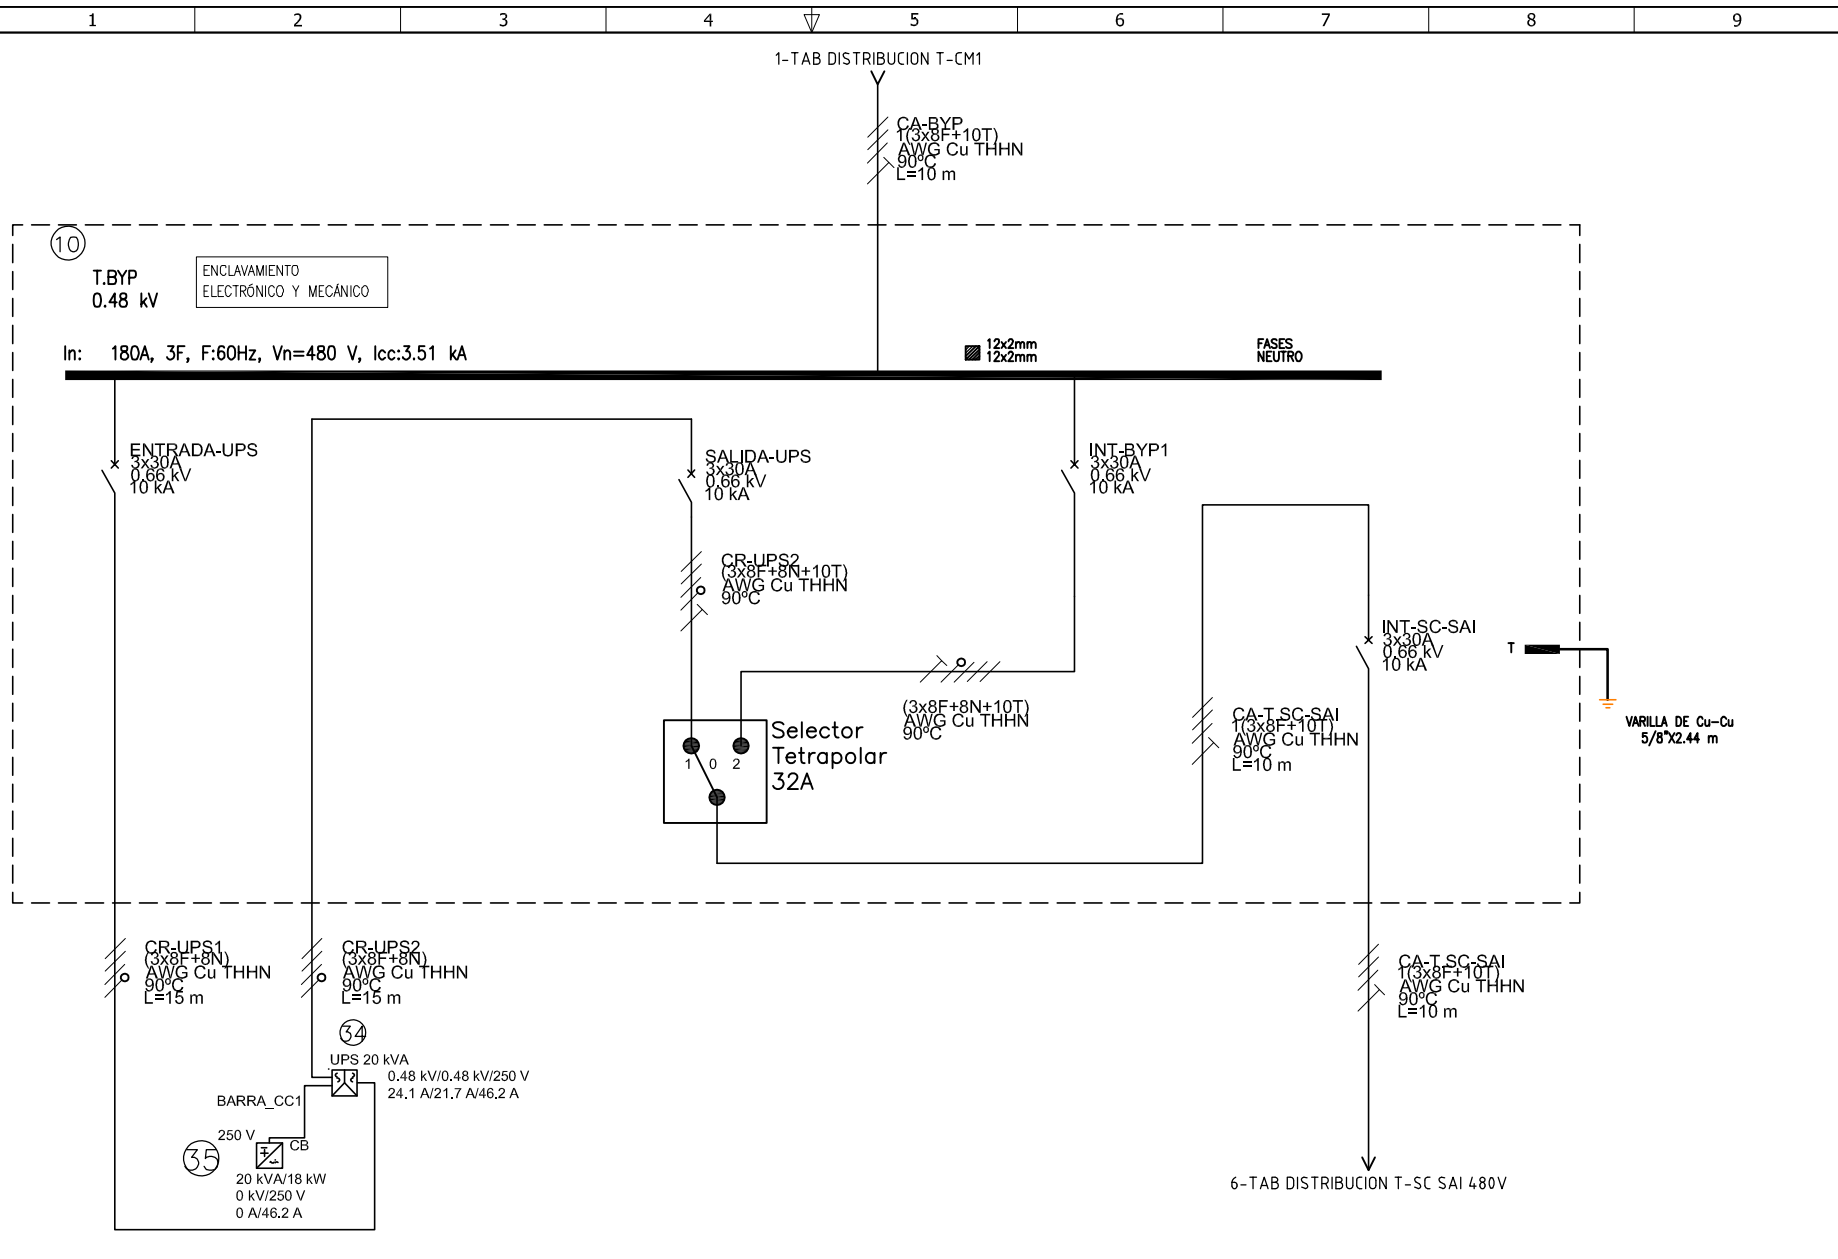 1
2
3
4
5
6
7
8
9
1-TAB DISTRIBUCION T-CM1
CA-BYP
1(3x8F+10T)
AWG Cu THHN
90ºC
L=10 m
10
T.BYP
0.48 kV
ENCLAVAMIENTO
ELECTRÓNICO Y MECÁNICO
In: 180A, 3F, F:60Hz, Vn=480 V, Icc:3.51 kA
12x2mm
12x2mm
FASES
NEUTRO
ENTRADA-UPS
3x30A
0.66 kV
10 kA
SALIDA-UPS
3x30A
0.66 kV
10 kA
INT-BYP1
3x30A
0.66 kV
10 kA
CR-UPS2
(3x8F+8N+10T)
AWG Cu THHN
90ºC
INT-SC-SAI
3x30A
0.66 kV
10 kA
T
(3x8F+8N+10T)
AWG Cu THHN
90ºC
CA-T SC-SAI
1(3x8F+10T)
AWG Cu THHN
90ºC
L=10 m
VARILLA DE Cu-Cu
5/8"X2.44 m
Selector
Tetrapolar
32A
1 0 2
CR-UPS1
(3x8F+8N)
AWG Cu THHN
90ºC
L=15 m
CR-UPS2
(3x8F+8N)
AWG Cu THHN
90ºC
L=15 m
CA-T SC-SAI
1(3x8F+10T)
AWG Cu THHN
90ºC
L=10 m
34
UPS 20 kVA
0.48 kV/0.48 kV/250 V
24.1 A/21.7 A/46.2 A
BARRA_CC1
250 V
CB
35
20 kVA/18 kW
0 kV/250 V
0 A/46.2 A
6-TAB DISTRIBUCION T-SC SAI 480V